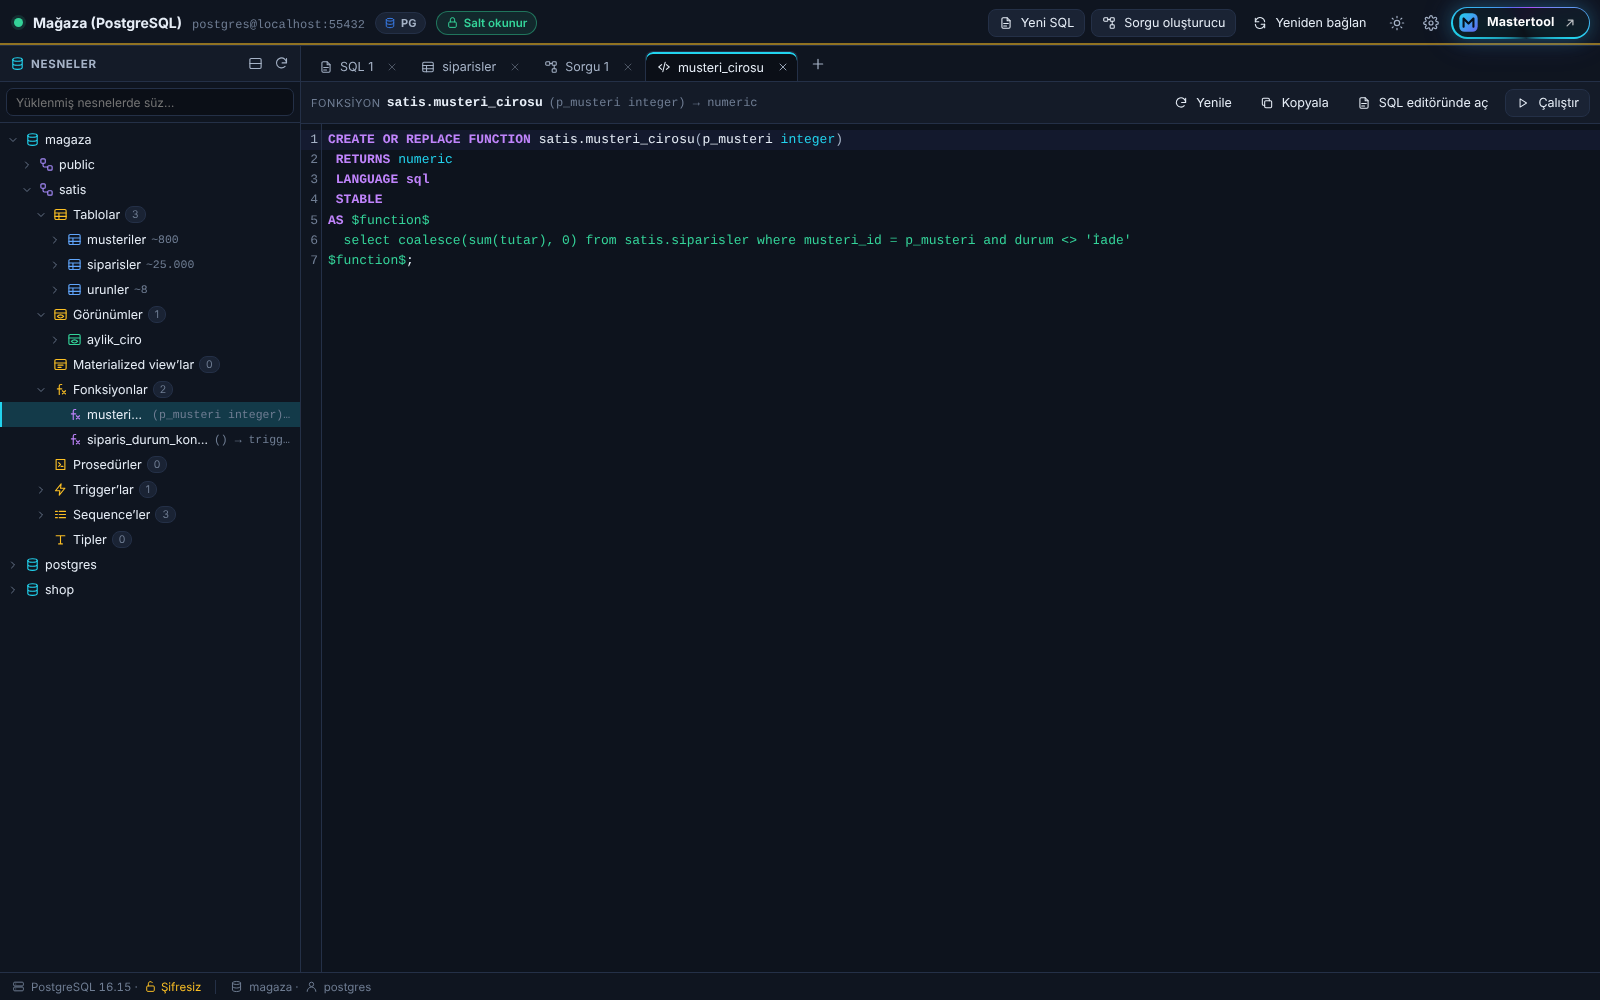 Mağaza (PostgreSQL) postgres@localhost:55432 PG Salt okunur Yeni SQL Sorgu oluşturucu Yeniden bağlan Mastertool
NESNELER
SQL 1 siparisler Sorgu 1 musteri_cirosu
Yüklenmiş nesnelerde süz...
FONKSİYON satis.musteri_cirosu (p_musteri integer) → numeric Yenile Kopyala SQL editöründe aç Çalıştır
magaza
public
satis
Tablolar 3
musteriler ~800
siparisler ~25.000
urunler ~8
Görünümler 1
aylik_ciro
Materialized view’lar 0
Fonksiyonlar 2
musteri... (p_musteri integer)...
siparis_durum_kon... () → trigg...
Prosedürler 0
Trigger’lar 1
Sequence’ler 3
Tipler 0
postgres
shop
1 CREATE OR REPLACE FUNCTION satis.musteri_cirosu(p_musteri integer)
2 RETURNS numeric
3 LANGUAGE sql
4 STABLE
5 AS $function$
6 select coalesce(sum(tutar), 0) from satis.siparisler where musteri_id = p_musteri and durum <> 'İade'
7 $function$;
PostgreSQL 16.15 · Şifresiz magaza · postgres